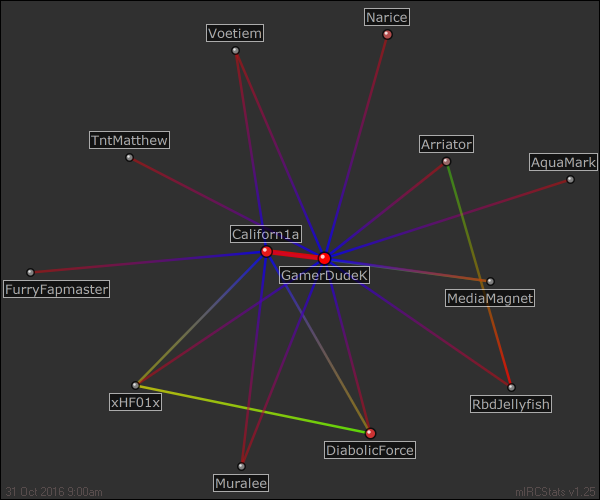 Narice
Voetiem
TntMatthew
Arriator
AquaMark
Californ1a
GamerDudeK
FurryFapmaster
MediaMagnet
xHF01x
RbdJellyfish
DiabolicForce
Muralee
31 Oct 2016 9:00am
mIRCStats v1.25